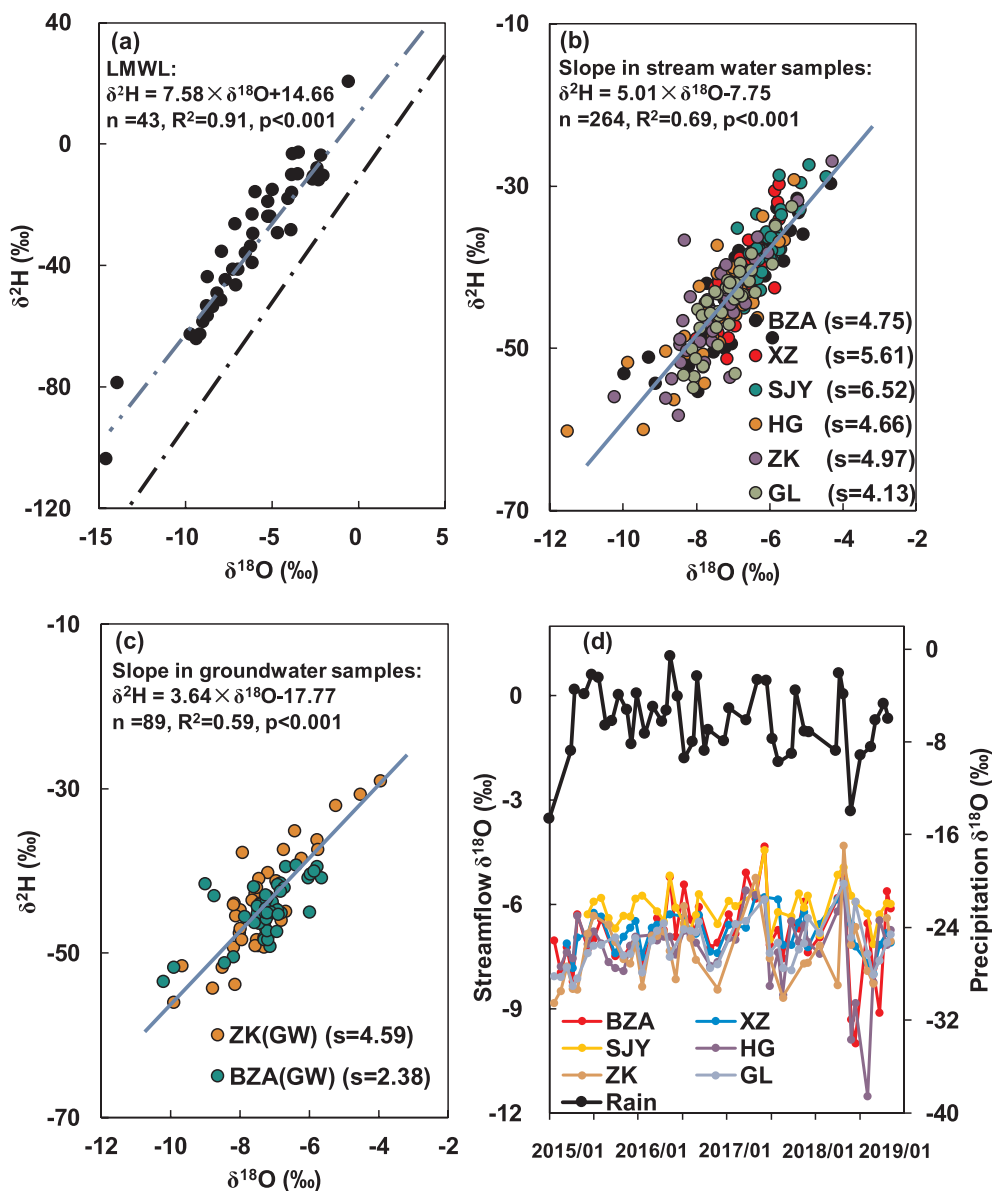 (a)
LMWL:
δ²H = 7.58×δ¹⁸O+14.66
n =43, R²=0.91, p<0.001
40
0
-40
-80
-120
δ²H (‰)
-15
-10
-5
0
5
δ¹⁸O (‰)
(b)
Slope in stream water samples:
δ²H = 5.01×δ¹⁸O-7.75
n =264, R²=0.69, p<0.001
-10
-30
-50
-70
δ²H (‰)
BZA (s=4.75)
XZ (s=5.61)
SJY (s=6.52)
HG (s=4.66)
ZK (s=4.97)
GL (s=4.13)
-12
-10
-8
-6
-4
-2
δ¹⁸O (‰)
(c)
Slope in groundwater samples:
δ²H = 3.64×δ¹⁸O-17.77
n =89, R²=0.59, p<0.001
-10
-30
-50
-70
δ²H (‰)
ZK(GW) (s=4.59)
BZA(GW) (s=2.38)
-12
-10
-8
-6
-4
-2
δ¹⁸O (‰)
(d)
0
-3
-6
-9
-12
Streamflow δ¹⁸O (‰)
0
-8
-16
-24
-32
-40
Precipitation δ¹⁸O (‰)
BZA
XZ
SJY
HG
ZK
GL
Rain
2015/01
2016/01
2017/01
2018/01
2019/01